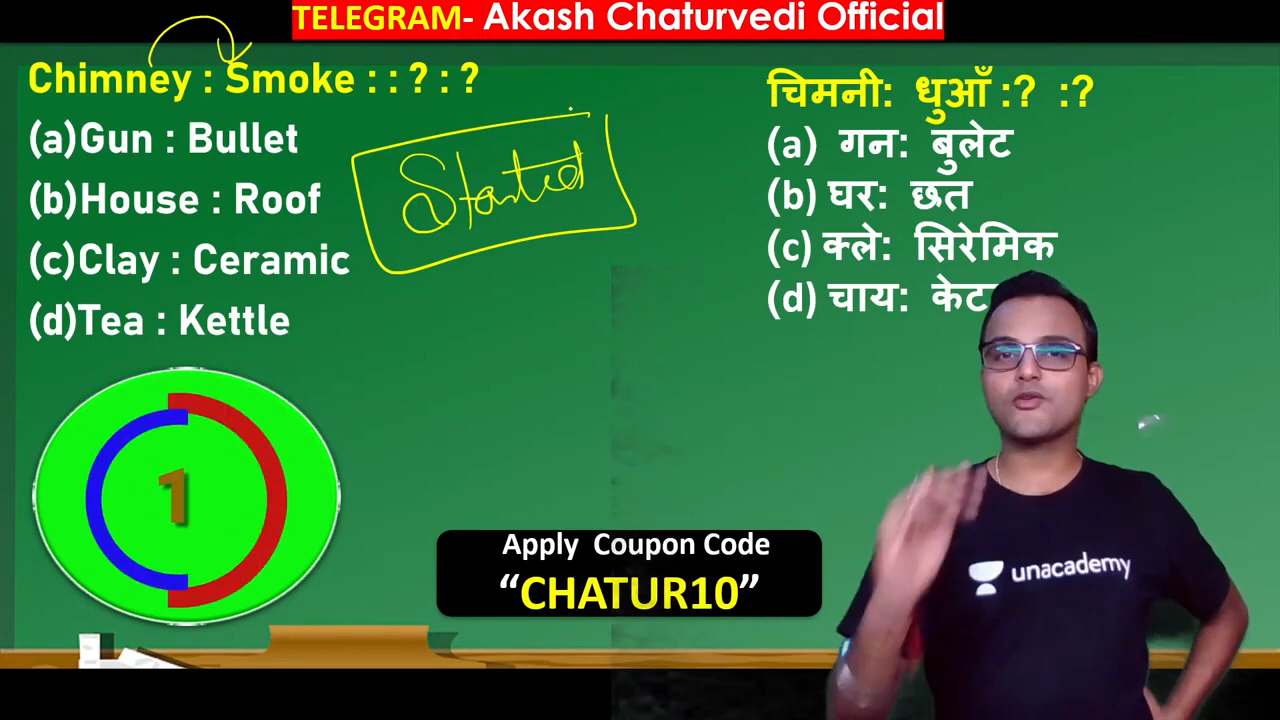 TELEGRAM- Akash Chaturvedi Official
Chimney : Smoke : : ? : ?
(a)Gun : Bullet
(b)House : Roof
(c)Clay : Ceramic
(d)Tea : Kettle
Started
चिमनी: धुआँ :? :?
(a) गन: बुलेट
(b) घर: छत
(c) क्ले: सिरेमिक
(d) चाय:
1
Apply Coupon Code
“CHATUR10”
unacademy